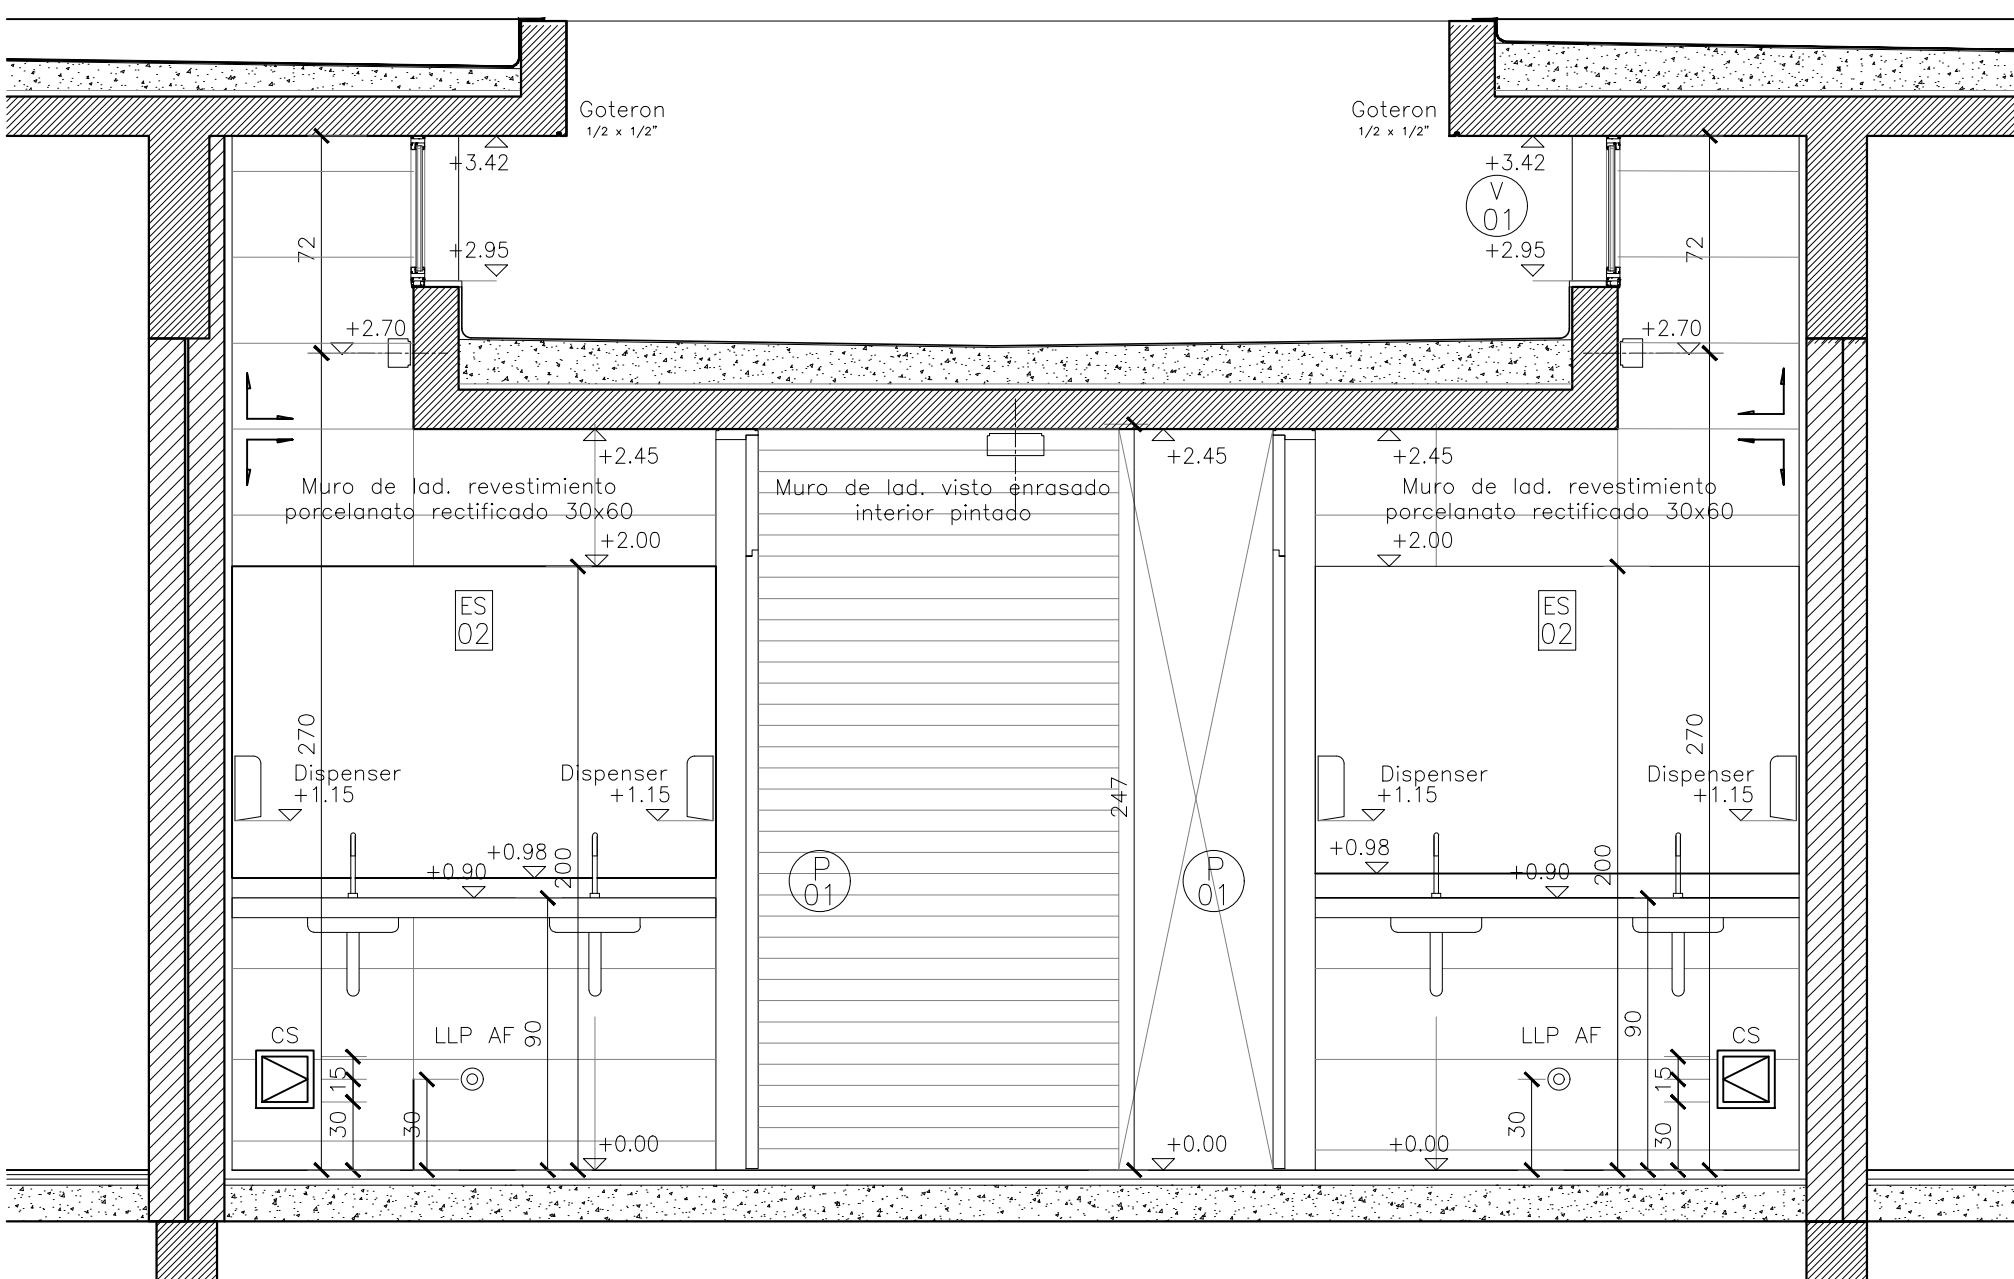 Goteron
1/2 x 1/2"
Goteron
1/2 x 1/2"
+3.42
+3.42
V
01
72
+2.95
+2.95
72
+2.70
+2.70
+2.45
+2.45
+2.45
Muro de lad. revestimiento
porcelanato rectificado 30x60
Muro de lad. visto enrasado
interior pintado
Muro de lad. revestimiento
porcelanato rectificado 30x60
+2.00
+2.00
ES
02
ES
02
270
270
Dispenser
+1.15
Dispenser
+1.15
247
Dispenser
+1.15
Dispenser
+1.15
+0.98
+0.90
200
P
01
P
01
+0.98
+0.90
200
CS
LLP AF
90
LLP AF
90
CS
15
30
30
30
15
30
+0.00
+0.00
+0.00